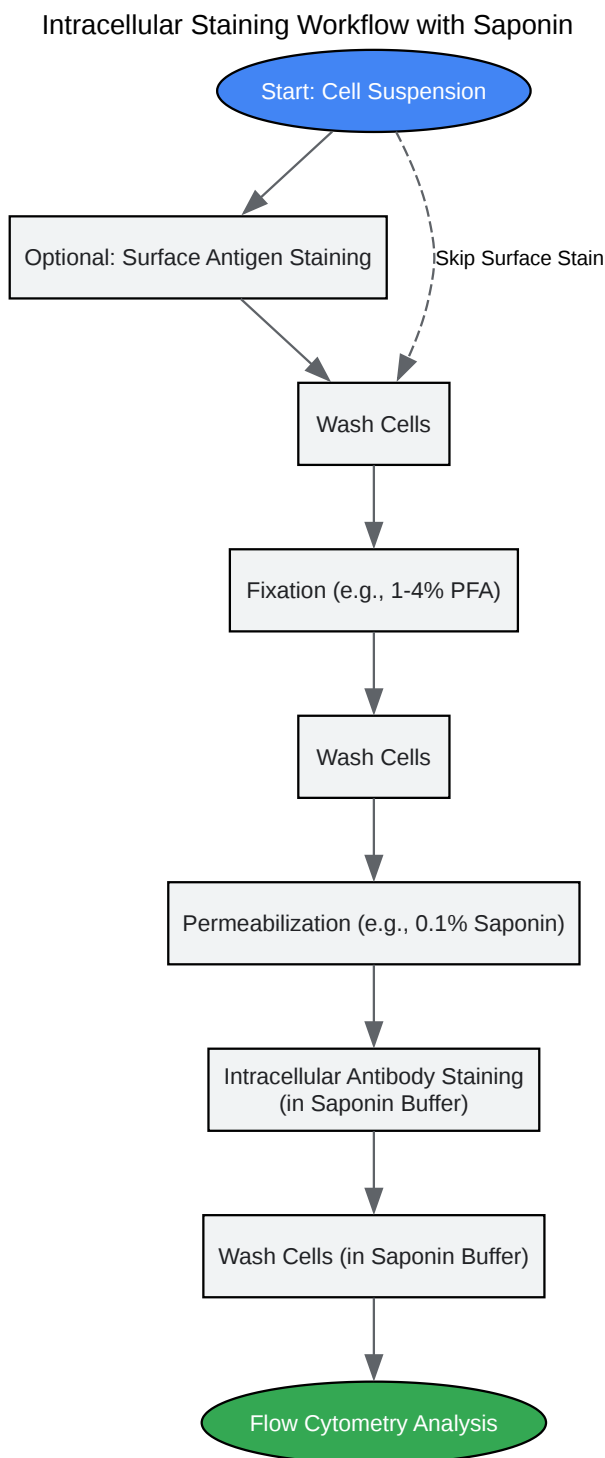 Intracellular Staining Workflow with Saponin
Start: Cell Suspension
Optional: Surface Antigen Staining
Skip Surface Stain
Wash Cells
Fixation (e.g., 1-4% PFA)
Wash Cells
Permeabilization (e.g., 0.1% Saponin)
Intracellular Antibody Staining
(in Saponin Buffer)
Wash Cells (in Saponin Buffer)
Flow Cytometry Analysis